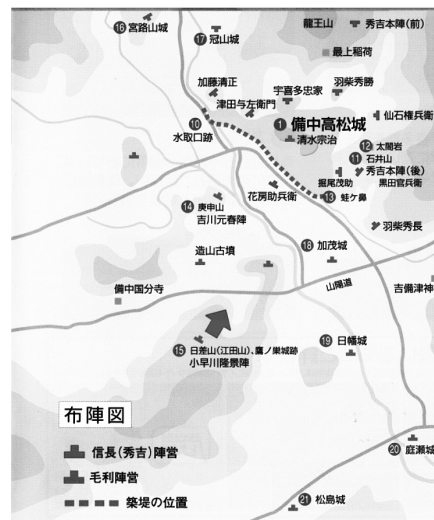 ⑯ 宮路山城
⑰ 冠山城
龍王山
秀吉本陣(前)
最上稲荷
加藤清正
津田与左衛門
宇喜多忠家
羽柴秀勝
仙石権兵衛
⑩
水取口跡
① 備中高松城
清水宗治
⑫ 太閤岩
⑪ 石井山
秀吉本陣(後)
黒田官兵衛
堀尾茂助
⑬ 蛙ヶ鼻
花房助兵衛
⑭ 庚申山
吉川元春陣
羽柴秀長
造山古墳
⑱ 加茂城
備中国分寺
山陽道
吉備津神
⑮ 日差山(江田山)、鷹ノ巣城跡
小早川隆景陣
⑲ 日幡城
布陣図
信長(秀吉)陣営
毛利陣営
築堤の位置
⑳ 庭瀬城
㉑ 松島城